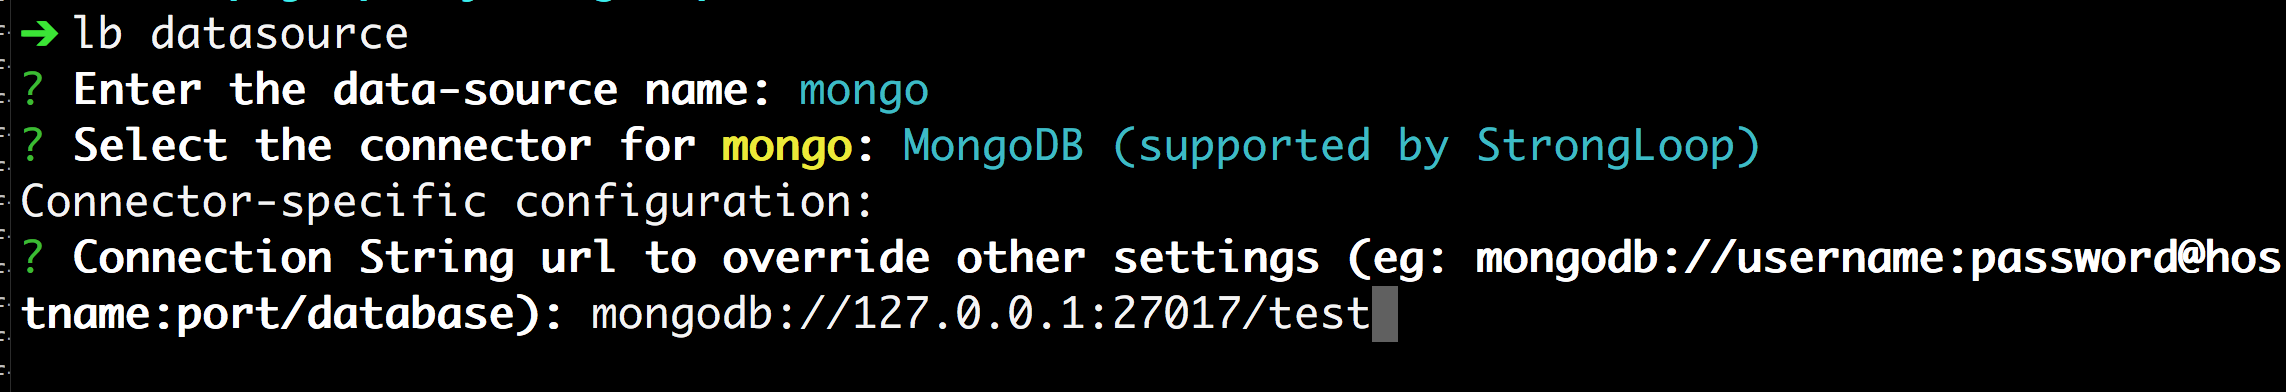 ➔ lb datasource
? Enter the data-source name: mongo
? Select the connector for mongo: MongoDB (supported by StrongLoop)
Connector-specific configuration:
? Connection String url to override other settings (eg: mongodb://username:password@hos
tname:port/database): mongodb://127.0.0.1:27017/test